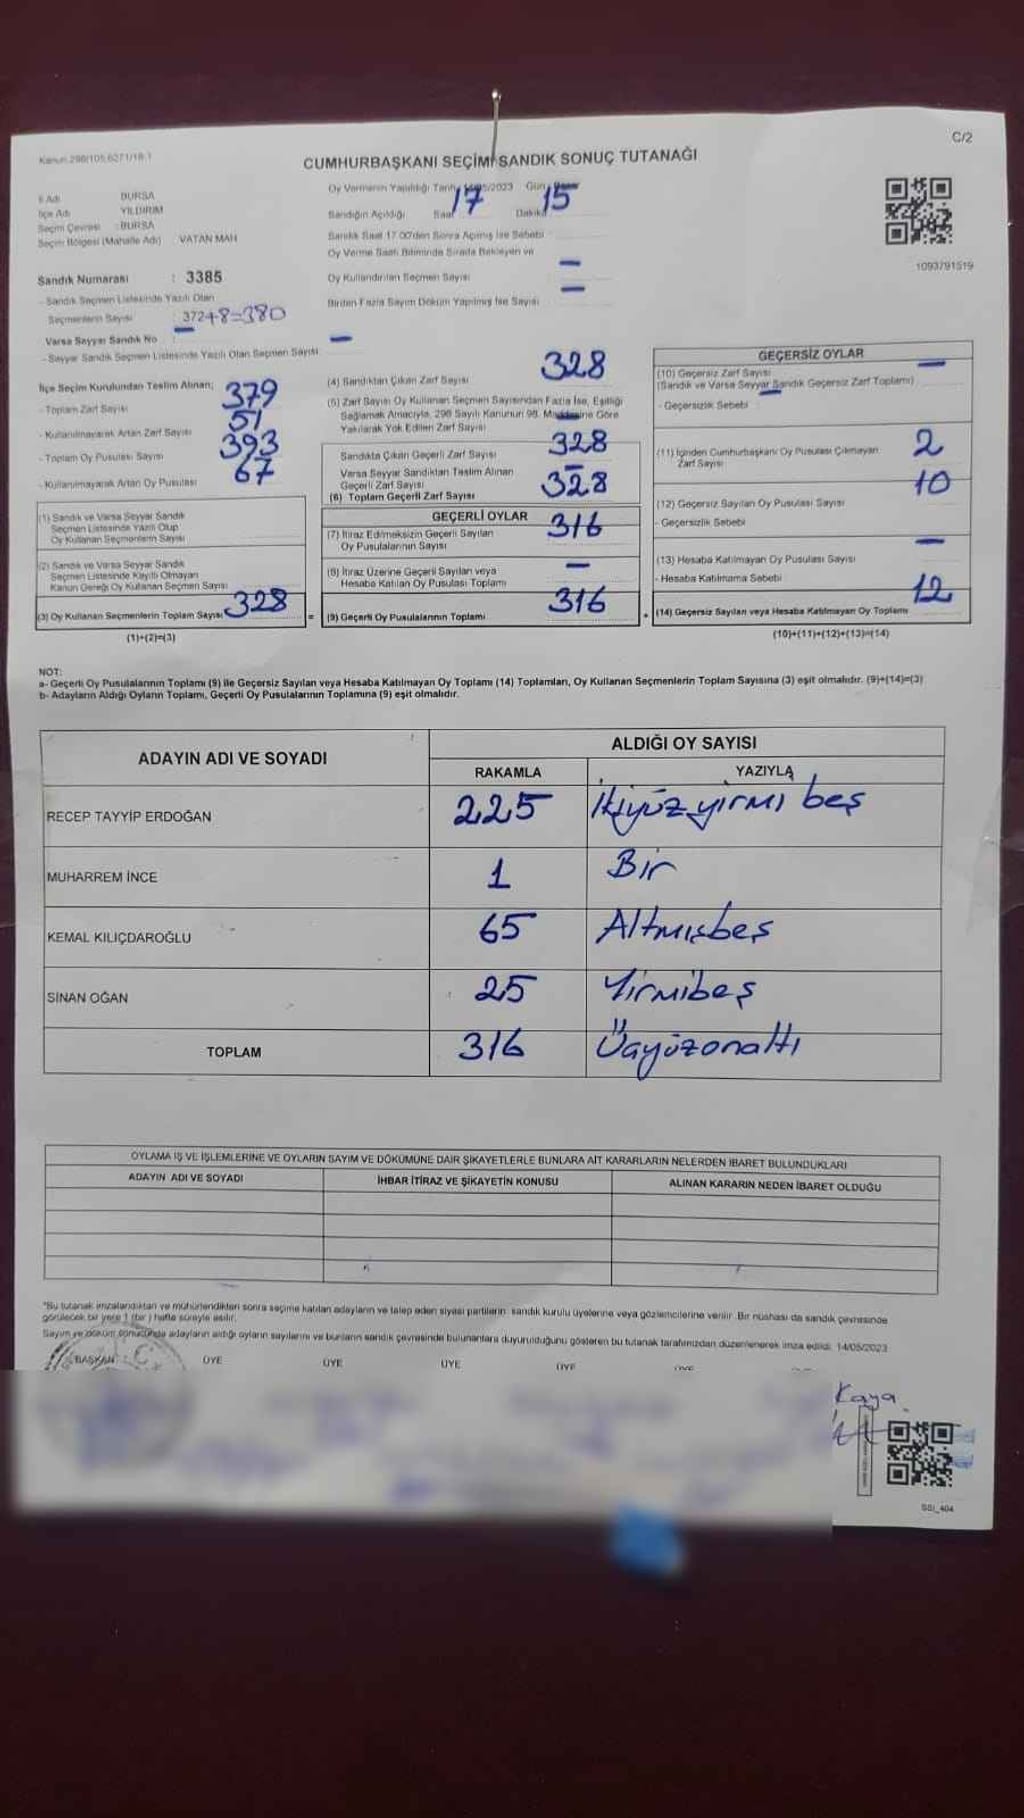 C/2
Kanun 298/105,6271/18-1
CUMHURBAŞKANI SEÇİMİ SANDIK SONUÇ TUTANAĞI
İl Adı BURSA
İlçe Adı YILDIRIM
Seçim Çevresi : BURSA
Seçim Bölgesi (Mahalle Adı) VATAN MAH
Sandık Numarası : 3385
- Sandık Seçmen Listesinde Yazılı Olan
Seçmenlerin Sayısı : 372+8=380
Varsa Seyyar Sandık No -
- Seyyar Sandık Seçmen Listesinde Yazılı Olan Seçmen Sayısı -
Oy Vermenin Yapıldığı Tarih 14/05/2023 Gün
Sandığın Açıldığı Saat 17 Dakika 15
Sandık Saat 17.00'den Sonra Açılmış İse Sebebi
Oy Verme Saati Bitiminde Sırada Bekleyen ve
Oy Kullandırılan Seçmen Sayısı -
Birden Fazla Sayım Döküm Yapılmış İse Sayısı -
1093791519
İlçe Seçim Kurulundan Teslim Alınan;
- Toplam Zarf Sayısı 379
- Kullanılmayarak Artan Zarf Sayısı 51
- Toplam Oy Pusulası Sayısı 393
- Kullanılmayarak Artan Oy Pusulası 67
(1) Sandık ve Varsa Seyyar Sandık
Seçmen Listesinde Yazılı Olup
Oy Kullanan Seçmenlerin Sayısı
(2) Sandık ve Varsa Seyyar Sandık
Seçmen Listesinde Kayıtlı Olmayan
Kanun Gereği Oy Kullanan Seçmen Sayısı
(3) Oy Kullanan Seçmenlerin Toplam Sayısı 328 =
(1)+(2)=(3)
(4) Sandıktan Çıkan Zarf Sayısı 328
(5) Zarf Sayısı Oy Kullanan Seçmen Sayısından Fazla İse, Eşitliği
Sağlamak Amacıyla, 298 Sayılı Kanunun 98. Maddesine Göre
Yakılarak Yok Edilen Zarf Sayısı -
Sandıkta Çıkan Geçerli Zarf Sayısı 328
Varsa Seyyar Sandıktan Teslim Alınan
Geçerli Zarf Sayısı -
(6) Toplam Geçerli Zarf Sayısı 328
GEÇERLİ OYLAR
(7) İtiraz Edilmeksizin Geçerli Sayılan
Oy Pusulalarının Sayısı 316
(8) İtiraz Üzerine Geçerli Sayılan veya
Hesaba Katılan Oy Pusulası Toplamı -
(9) Geçerli Oy Pusulalarının Toplamı 316 +
GEÇERSİZ OYLAR
(10) Geçersiz Zarf Sayısı -
(Sandık ve Varsa Seyyar Sandık Geçersiz Zarf Toplamı)
- Geçersizlik Sebebi
(11) İçinden Cumhurbaşkanı Oy Pusulası Çıkmayan 2
Zarf Sayısı
(12) Geçersiz Sayılan Oy Pusulası Sayısı 10
- Geçersizlik Sebebi
(13) Hesaba Katılmayan Oy Pusulası Sayısı -
- Hesaba Katılmama Sebebi
(14) Geçersiz Sayılan veya Hesaba Katılmayan Oy Toplamı 12
(10)+(11)+(12)+(13)=(14)
NOT:
a- Geçerli Oy Pusulalarının Toplamı (9) ile Geçersiz Sayılan veya Hesaba Katılmayan Oy Toplamı (14) Toplamları, Oy Kullanan Seçmenlerin Toplam Sayısına (3) eşit olmalıdır. (9)+(14)=(3)
b- Adayların Aldığı Oyların Toplamı, Geçerli Oy Pusulalarının Toplamına (9) eşit olmalıdır.
ADAYIN ADI VE SOYADI ALDIĞI OY SAYISI
RAKAMLA YAZIYLA
RECEP TAYYİP ERDOĞAN 225 İkiyüzyirmi beş
MUHARREM İNCE 1 Bir
KEMAL KILIÇDAROĞLU 65 Altmışbeş
SİNAN OĞAN 25 Yirmibeş
TOPLAM 316 Üçyüzonaltı
OYLAMA İŞ VE İŞLEMLERİNE VE OYLARIN SAYIM VE DÖKÜMÜNE DAİR ŞİKAYETLERLE BUNLARA AİT KARARLARIN NELERDEN İBARET BULUNDUKLARI
ADAYIN ADI VE SOYADI İHBAR İTİRAZ VE ŞİKAYETİN KONUSU ALINAN KARARIN NEDEN İBARET OLDUĞU
"Bu tutanak imzalandıktan ve mühürlendikten sonra seçime katılan adayların ve talep eden siyasi partilerin sandık kurulu üyelerine veya gözlemcilerine verilir. Bir nüshası da sandık çevresinde
görülecek bir yere 1 (bir) hafta süreyle asılır.
Sayım ve döküm sonucunda adayların aldığı oyların sayılarını ve bunların sandık çevresinde bulunanlara duyurulduğunu gösteren bu tutanak tarafımızdan düzenlenerek imza edildi. 14/05/2023
BAŞKAN ÜYE ÜYE ÜYE ÜYE
Kaya
SSI_404